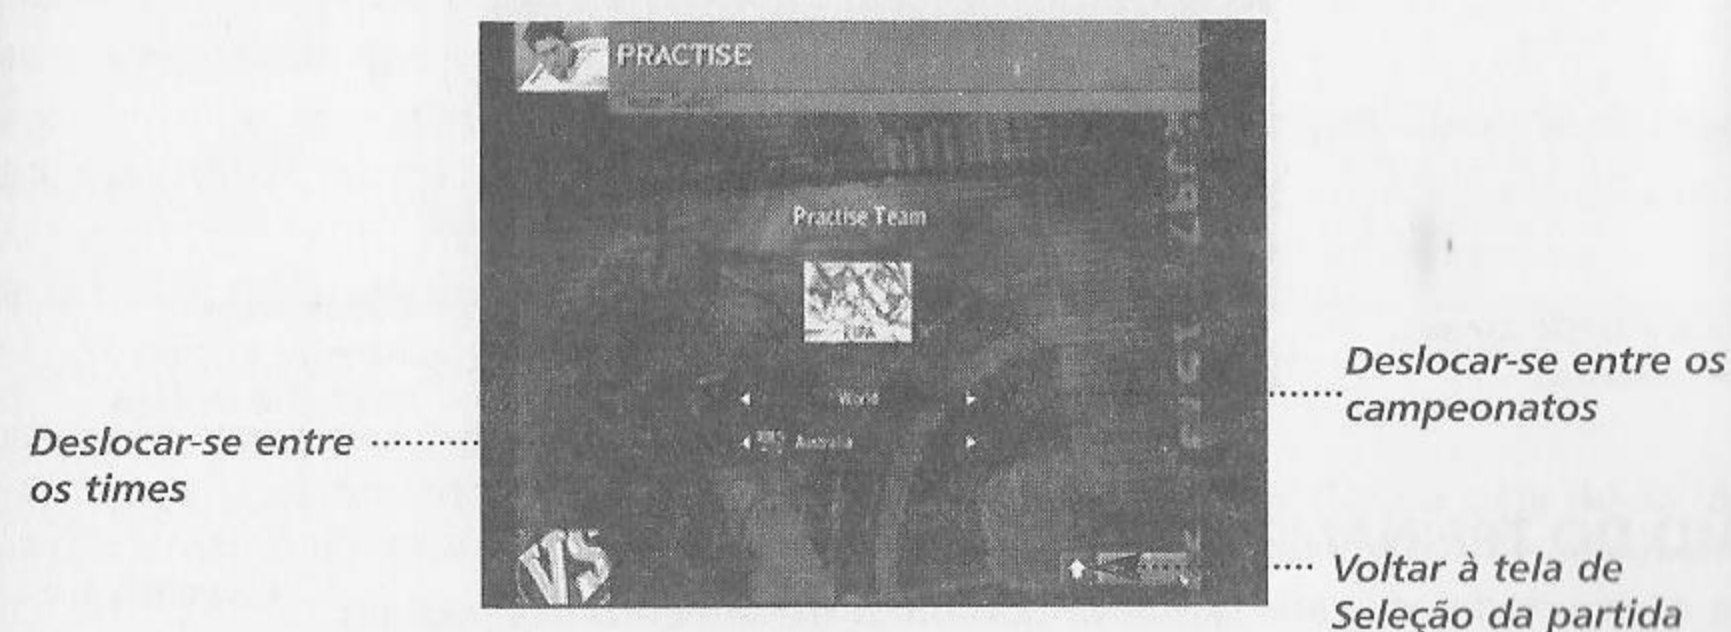 PRACTISE
Practise Team
FIFA
World
Australia
Deslocar-se entre os
campeonatos
Deslocar-se entre
os times
VS
Voltar à tela de
Seleção da partida